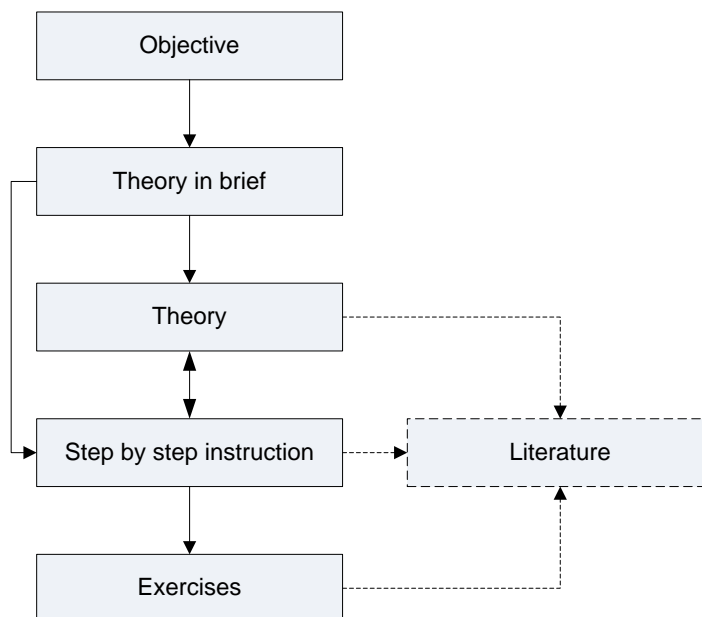 Objective
Theory in brief
Theory
Step by step instruction
Literature
Exercises